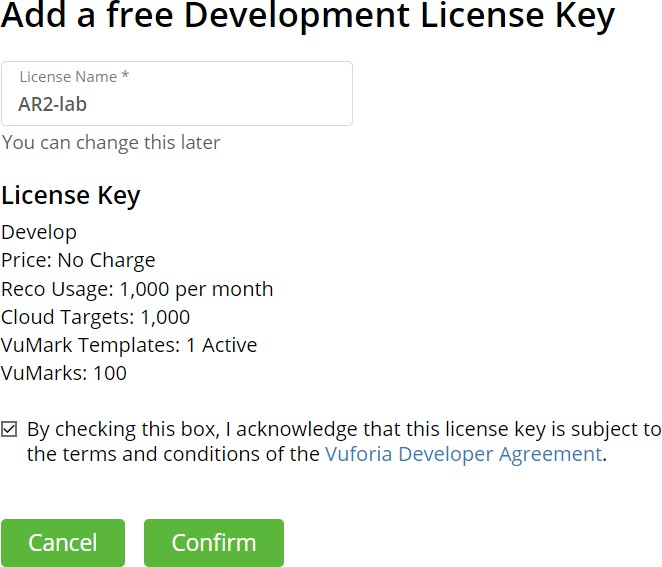 Add a free Development License Key
License Name *
AR2-lab
You can change this later
License Key
Develop
Price: No Charge
Reco Usage: 1,000 per month
Cloud Targets: 1,000
VuMark Templates: 1 Active
VuMarks: 100
By checking this box, I acknowledge that this license key is subject to
the terms and conditions of the Vuforia Developer Agreement.
Cancel Confirm